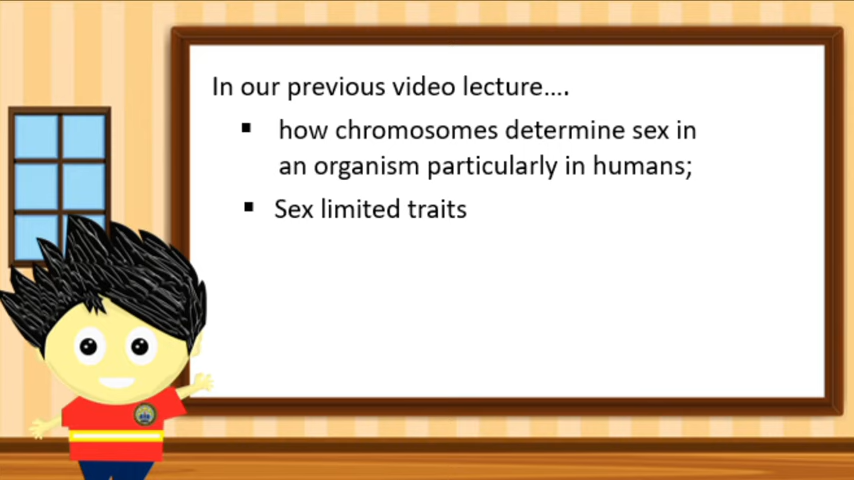 In our previous video lecture....
▪ how chromosomes determine sex in
an organism particularly in humans;
▪ Sex limited traits